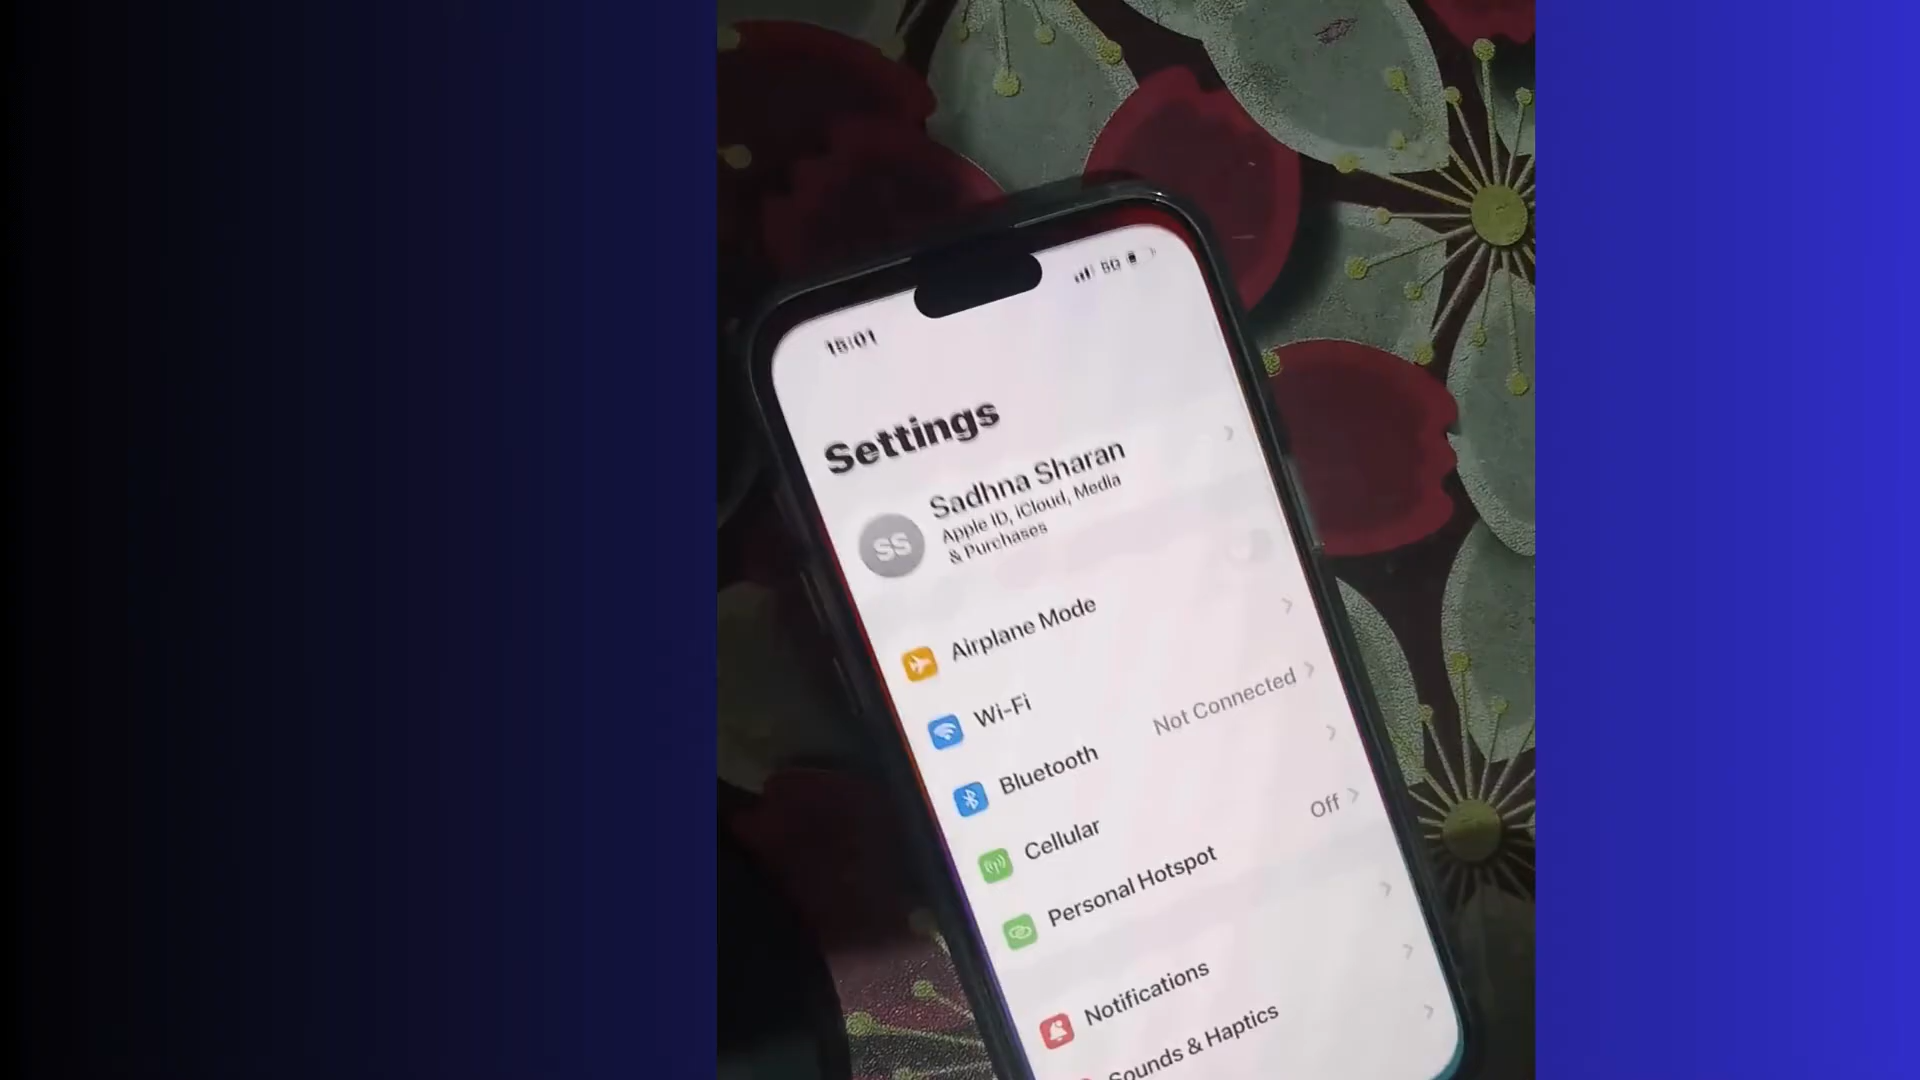 15:01
5G
Settings
SS
Sadhna Sharan
Apple ID, iCloud, Media
& Purchases
Airplane Mode
Wi-Fi
Bluetooth
Not Connected
Cellular
Personal Hotspot
Off
Notifications
Sounds & Haptics